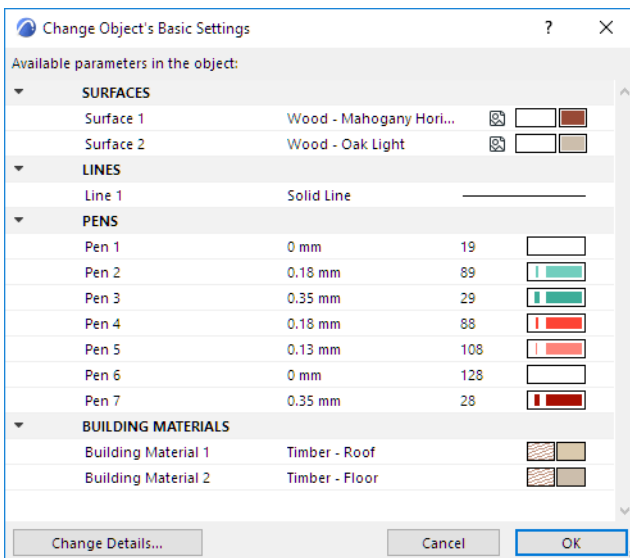 Change Object's Basic Settings ?
Available parameters in the object:
SURFACES
Surface 1 Wood - Mahogany Hori...
Surface 2 Wood - Oak Light
LINES
Line 1 Solid Line
PENS
Pen 1 0 mm 19
Pen 2 0.18 mm 89
Pen 3 0.35 mm 29
Pen 4 0.18 mm 88
Pen 5 0.13 mm 108
Pen 6 0 mm 128
Pen 7 0.35 mm 28
BUILDING MATERIALS
Building Material 1 Timber - Roof
Building Material 2 Timber - Floor
Change Details... Cancel OK